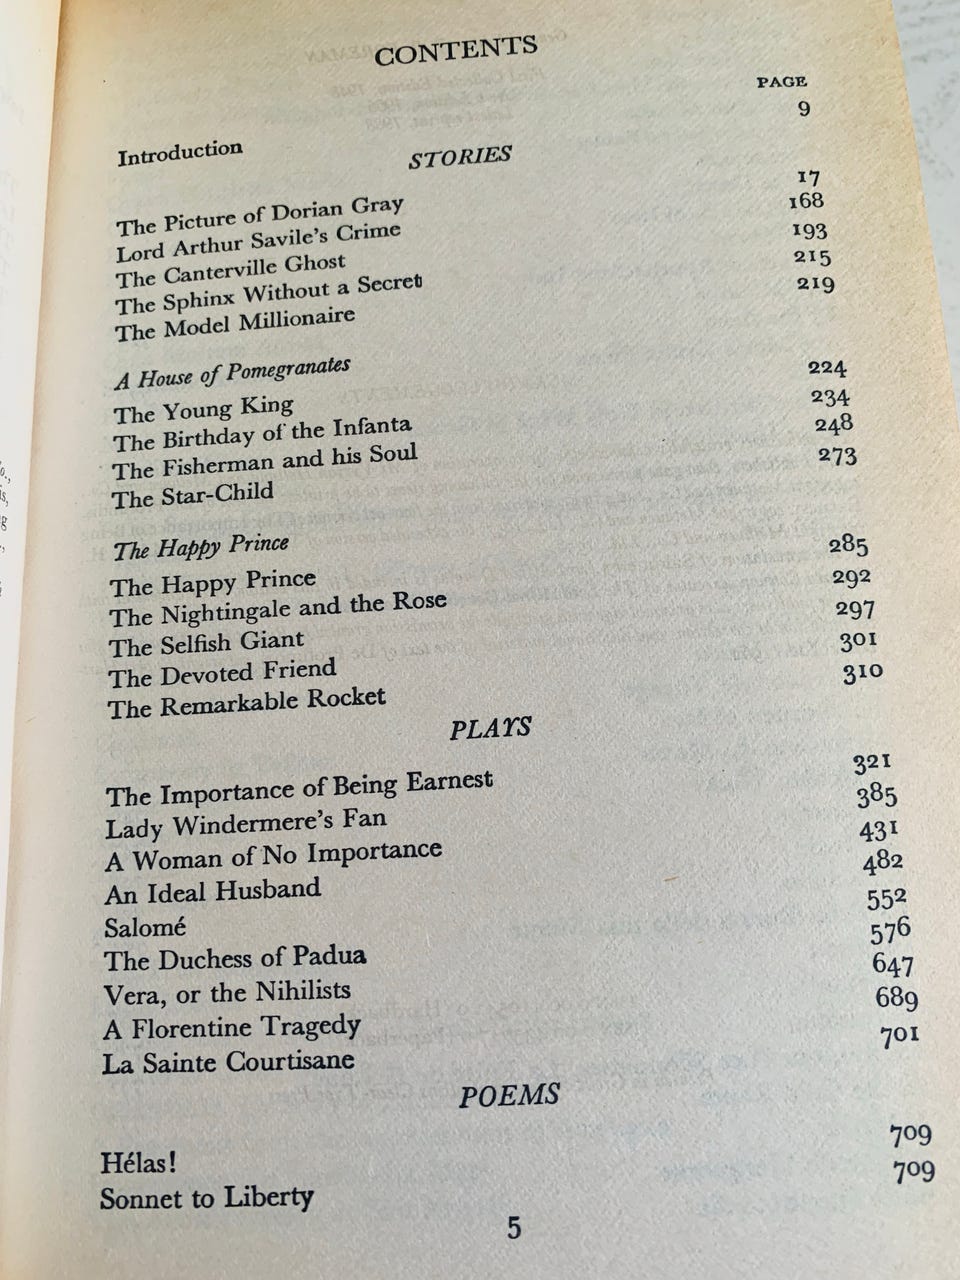 CONTENTS
PAGE
Introduction 9
STORIES
The Picture of Dorian Gray 17
Lord Arthur Savile's Crime 168
The Canterville Ghost 193
The Sphinx Without a Secret 215
The Model Millionaire 219
A House of Pomegranates
The Young King 224
The Birthday of the Infanta 234
The Fisherman and his Soul 248
The Star-Child 273
The Happy Prince
The Happy Prince 285
The Nightingale and the Rose 292
The Selfish Giant 297
The Devoted Friend 301
The Remarkable Rocket 310
PLAYS
The Importance of Being Earnest 321
Lady Windermere's Fan 385
A Woman of No Importance 431
An Ideal Husband 482
Salomé 552
The Duchess of Padua 576
Vera, or the Nihilists 647
A Florentine Tragedy 689
La Sainte Courtisane 701
POEMS
Hélas! 709
Sonnet to Liberty 709
5